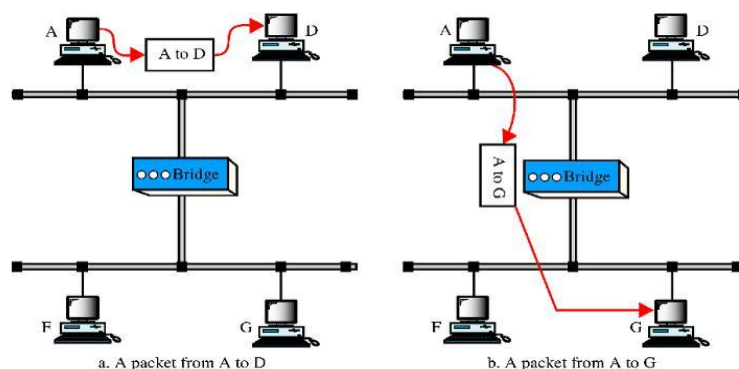 A
A to D
D
Bridge
F
G
a. A packet from A to D
A
D
A to G
Bridge
F
G
b. A packet from A to G